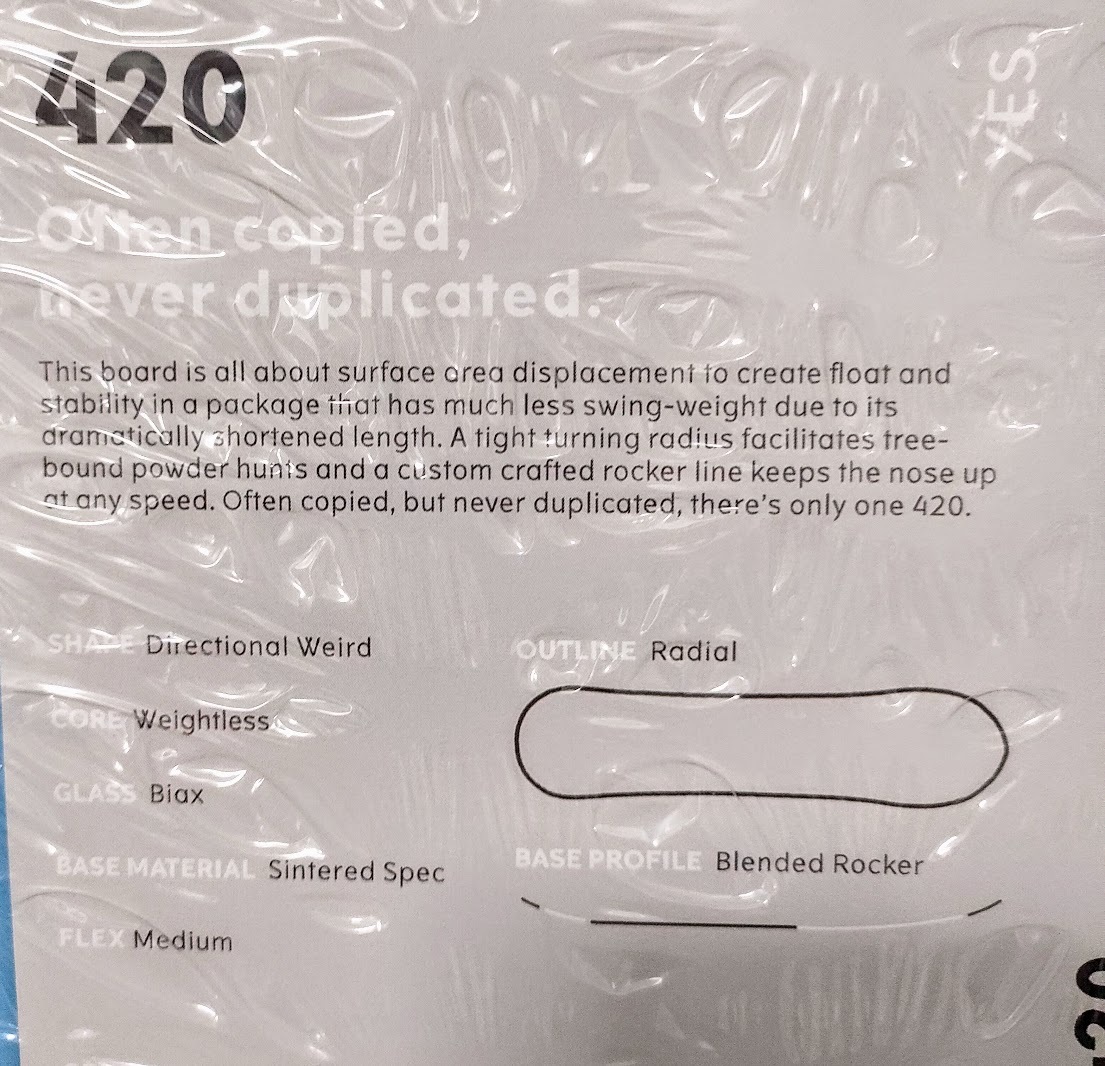 420
YES.
Often copied,
never duplicated.
This board is all about surface area displacement to create float and
stability in a package that has much less swing-weight due to its
dramatically shortened length. A tight turning radius facilitates tree-
bound powder hunts and a custom crafted rocker line keeps the nose up
at any speed. Often copied, but never duplicated, there's only one 420.
SHAPE Directional Weird
CORE Weightless
GLASS Biax
BASE MATERIAL Sintered Spec
FLEX Medium
OUTLINE Radial
BASE PROFILE Blended Rocker
20